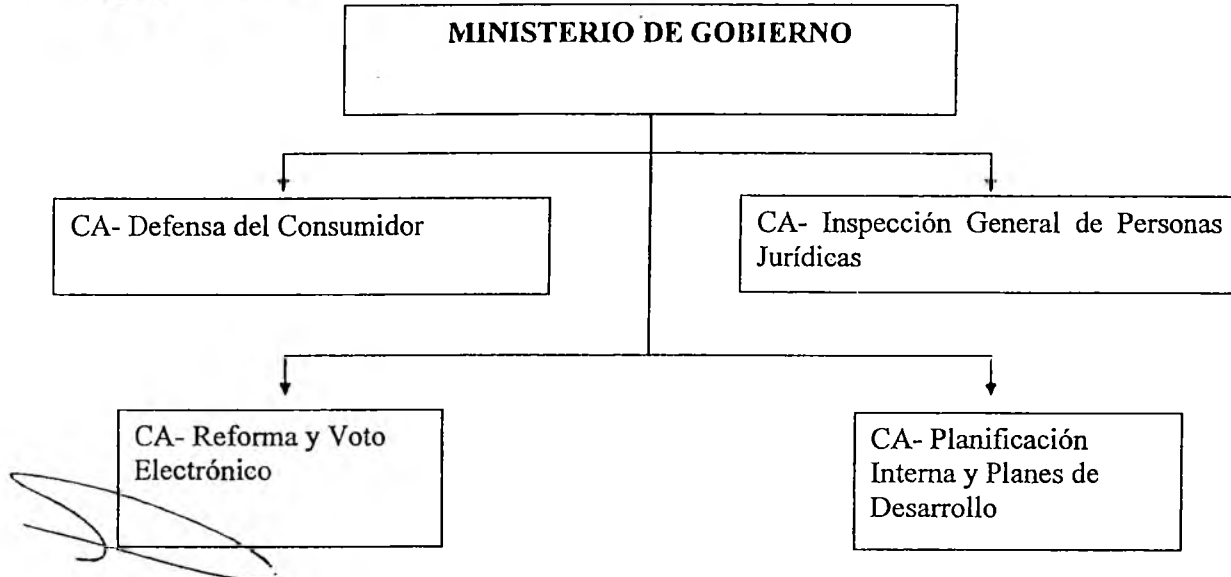 MINISTERIO DE GOBIERNO
CA- Defensa del Consumidor
CA- Inspección General de Personas
Jurídicas
CA- Reforma y Voto
Electrónico
CA- Planificación
Interna y Planes de
Desarrollo